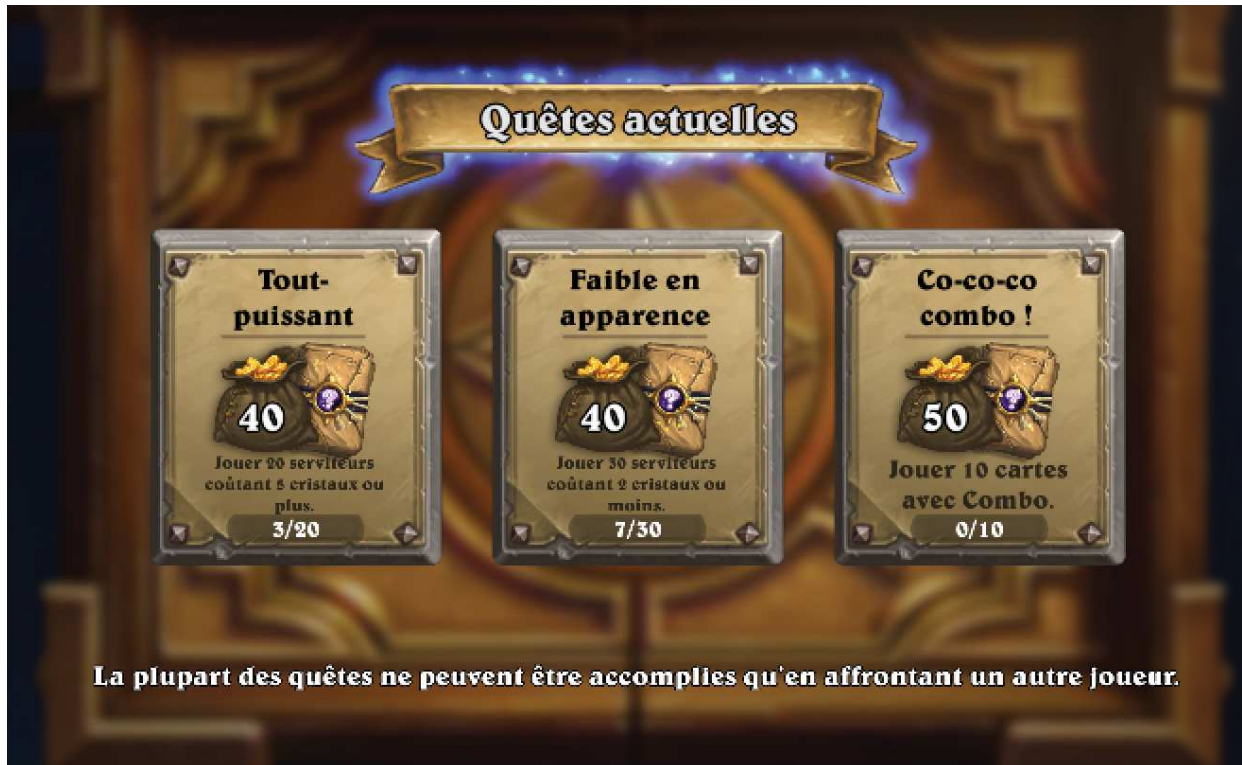 Quêtes actuelles
Tout-
puissant
40
Jouer 20 serviteurs
coûtant 5 cristaux ou
plus.
3/20
Faible en
apparence
40
Jouer 30 serviteurs
coûtant 2 cristaux ou
moins.
7/30
Co-co-co
combo !
50
Jouer 10 cartes
avec Combo.
0/10
La plupart des quêtes ne peuvent être accomplies qu'en affrontant un autre joueur.